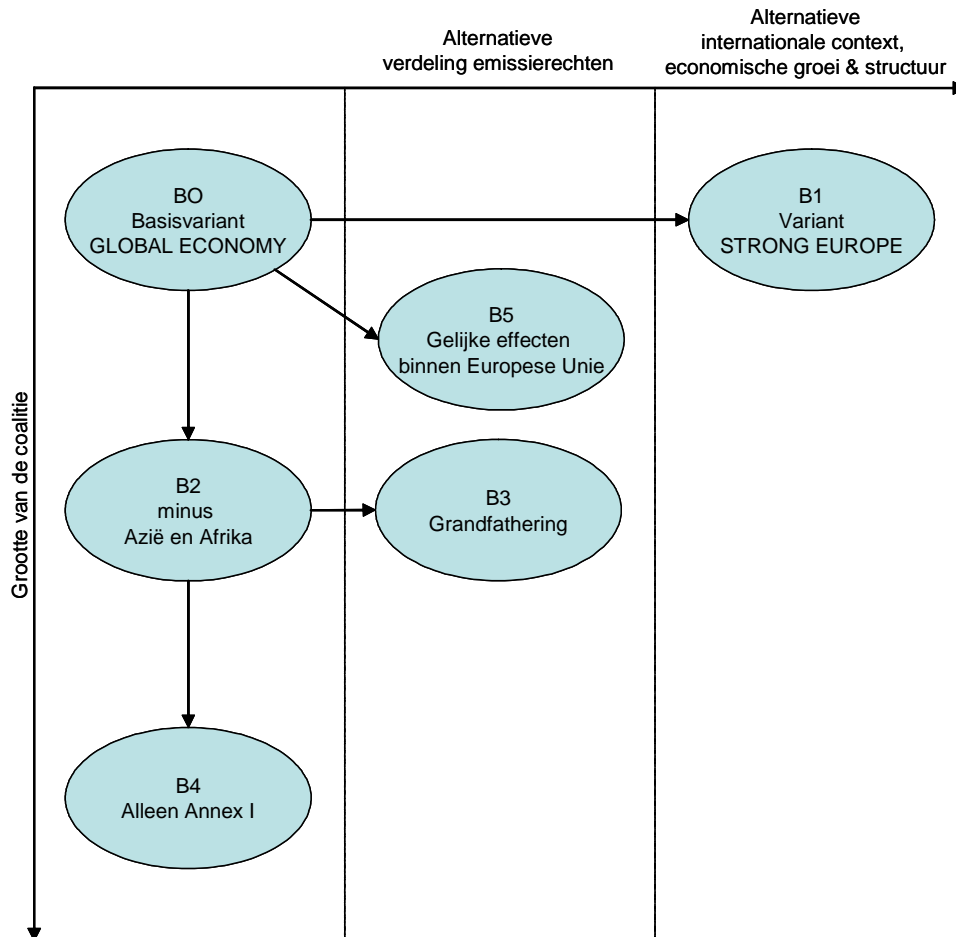 Alternatieve
verdeling emissierechten
Alternatieve
internationale context,
economische groei & structuur
Grootte van de coalitie
BO
Basisvariant
GLOBAL ECONOMY
B1
Variant
STRONG EUROPE
B5
Gelijke effecten
binnen Europese Unie
B2
minus
Azië en Afrika
B3
Grandfathering
B4
Alleen Annex I